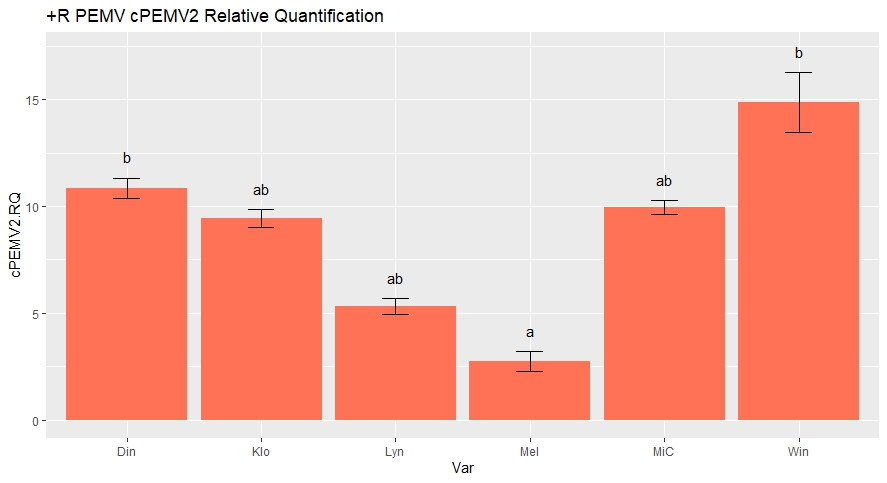 +R PEMV cPEMV2 Relative Quantification
b
15
ab
ab
b
10
ab
a
5
0
cPEMV2.RQ
Din Klo Lyn Mel MiC Win
Var